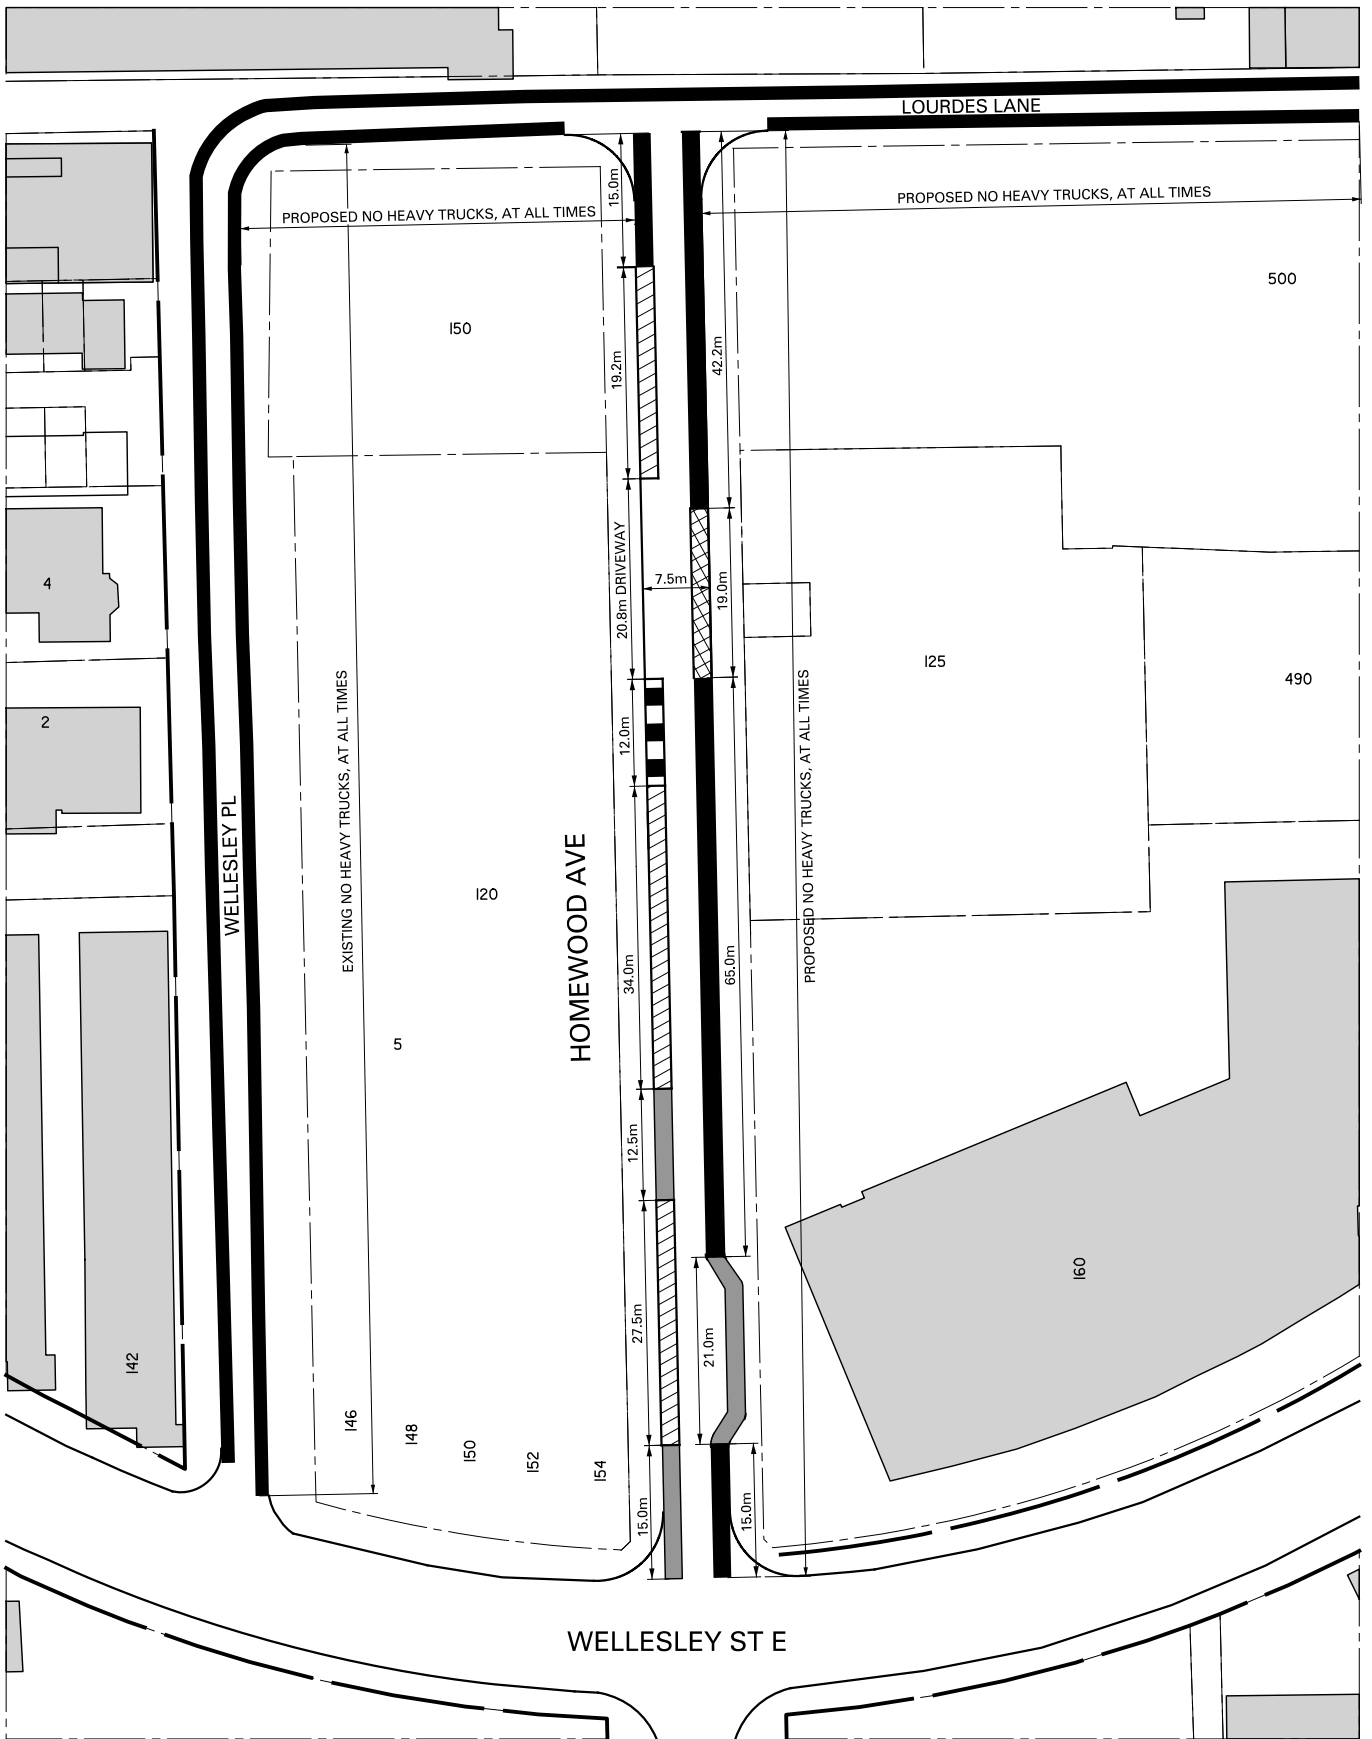 LOURDES LANE
15.0m
PROPOSED NO HEAVY TRUCKS, AT ALL TIMES
PROPOSED NO HEAVY TRUCKS, AT ALL TIMES
500
150
42.2m
19.2m
20.8m DRIVEWAY
7.5m
19.0m
4
125
490
2
12.0m
EXISTING NO HEAVY TRUCKS, AT ALL TIMES
PROPOSED NO HEAVY TRUCKS, AT ALL TIMES
WELLESLEY PL
120
HOMEWOOD AVE
34.0m
65.0m
5
12.5m
160
27.5m
21.0m
142
146
148
150
152
154
15.0m
15.0m
WELLESLEY ST E